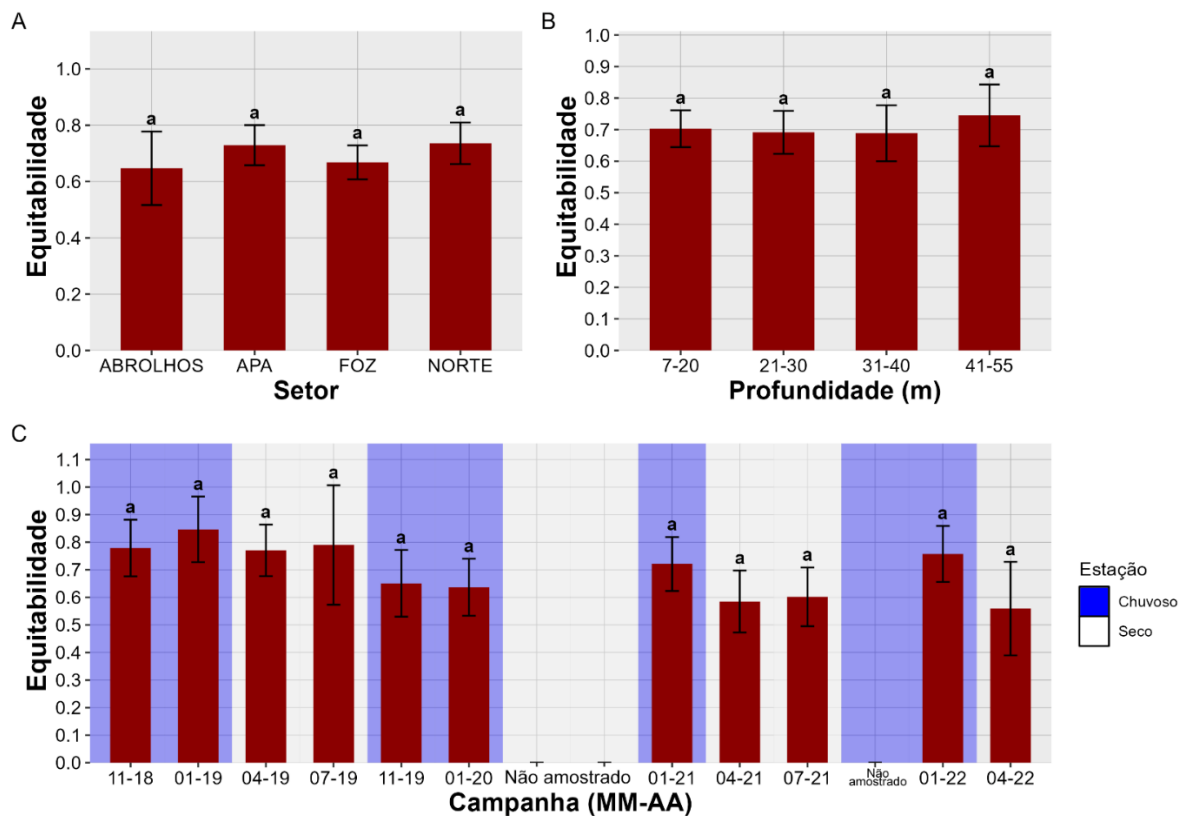 A
Equitabilidade
1.0
0.8
0.6
0.4
0.2
0.0
a a a a
ABROLHOS APA FOZ NORTE
Setor
B
Equitabilidade
1.0
0.9
0.8
0.7
0.6
0.5
0.4
0.3
0.2
0.1
0.0
a a a a
7-20 21-30 31-40 41-55
Profundidade (m)
C
Equitabilidade
1.1
1.0
0.9
0.8
0.7
0.6
0.5
0.4
0.3
0.2
0.1
0.0
a a a a a a a a a a a
11-18 01-19 04-19 07-19 11-19 01-20 Não amostrado 01-21 04-21 07-21 Não amostrado 01-22 04-22
Campanha (MM-AA)
Estação
Chuvoso
Seco